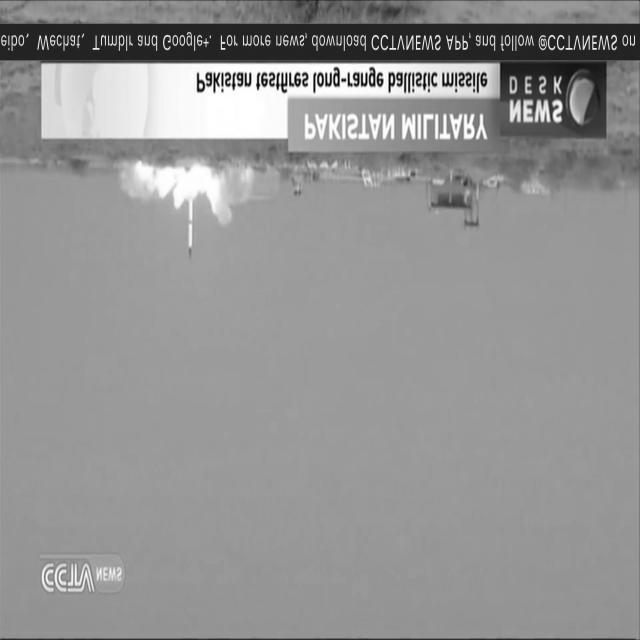 eibo, Wechat, Tumblr and Google+. For more news, download CCTVNEWS APP, and follow @CCTVNEWS on
Pakistan testfires long-range ballistic missile
PAKISTAN MILITARY
NEWS
DESK
CCTV NEWS